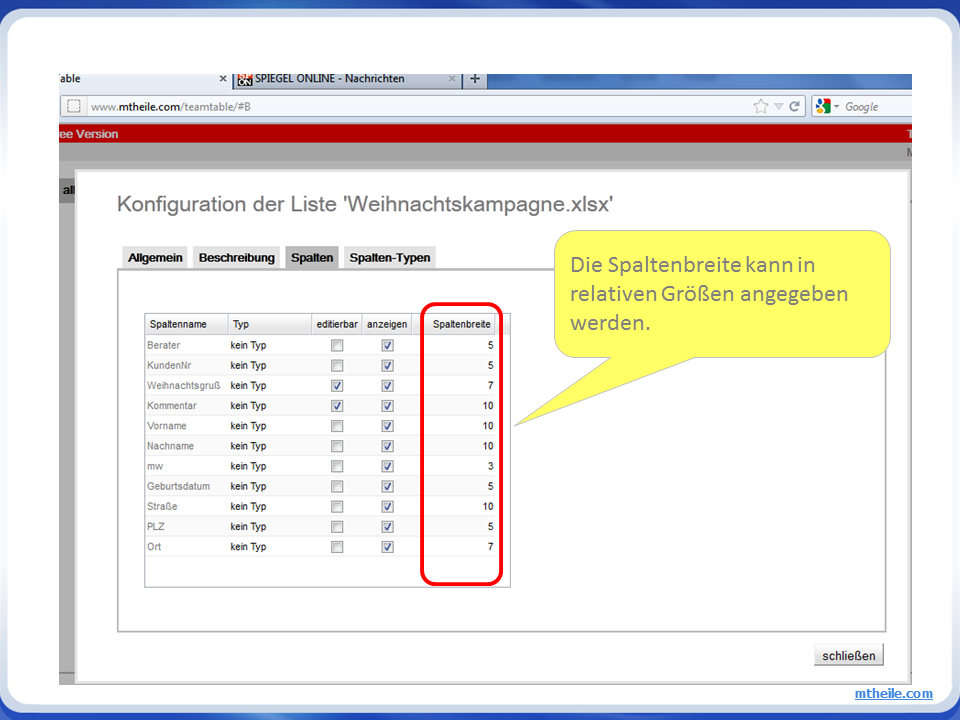 able
SPIEGEL ONLINE - Nachrichten
www.mtheile.com/teamtable/#B
Google
ee Version
all
Konfiguration der Liste 'Weihnachtskampagne.xlsx'
Allgemein Beschreibung Spalten Spalten-Typen
Die Spaltenbreite kann in
relativen Größen angegeben
werden.
Spaltenname Typ editierbar anzeigen Spaltenbreite
Berater kein Typ 5
KundenNr kein Typ 5
Weihnachtsgruß kein Typ 7
Kommentar kein Typ 10
Vorname kein Typ 10
Nachname kein Typ 10
mw kein Typ 3
Geburtsdatum kein Typ 5
Straße kein Typ 10
PLZ kein Typ 5
Ort kein Typ 7
schließen
mtheile.com